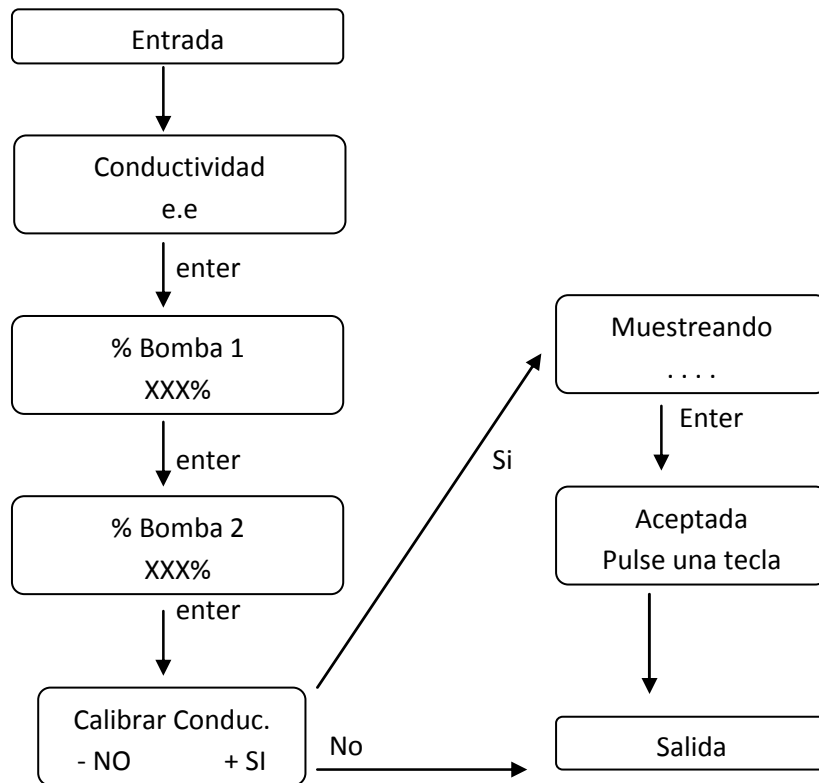 Entrada
Conductividad
e.e
enter
% Bomba 1
XXX%
enter
% Bomba 2
XXX%
enter
Calibrar Conduc.
- NO + SI
Si
No
Muestreando
. . . .
Enter
Aceptada
Pulse una tecla
Salida